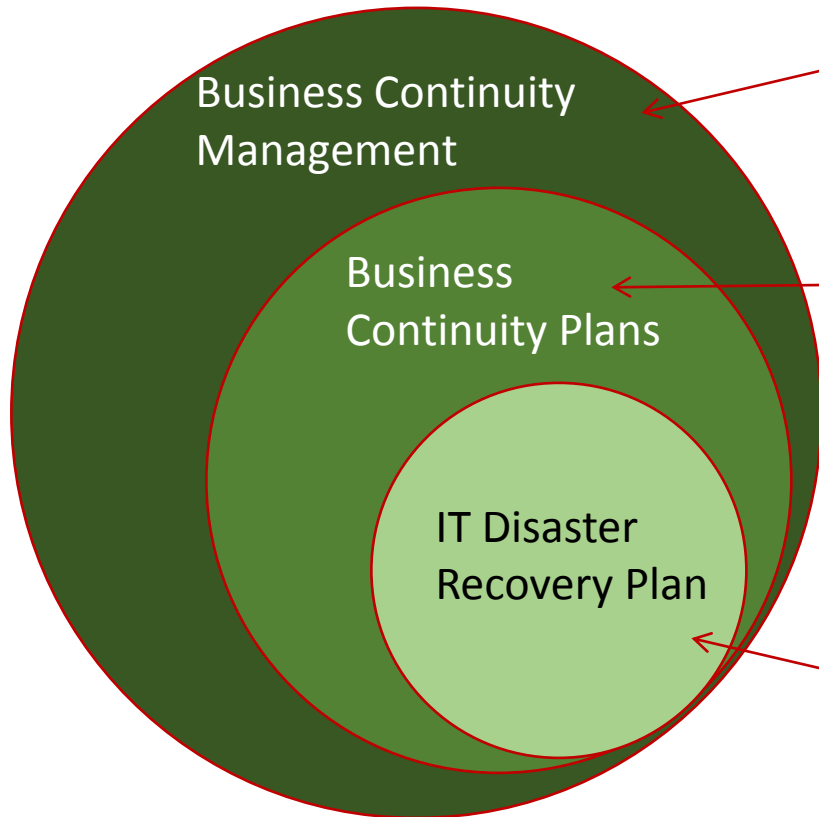 Business Continuity
Management
Business
Continuity Plans
IT Disaster
Recovery Plan